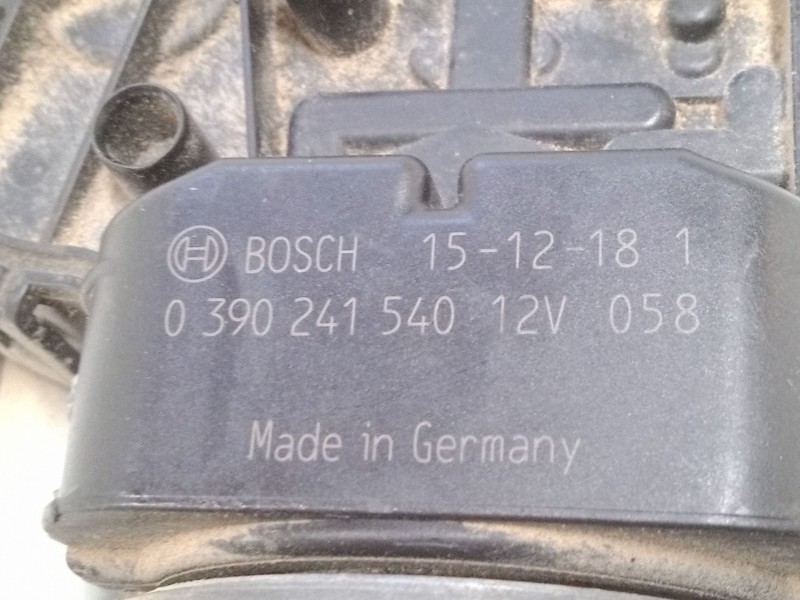 BOSCH 15-12-18 1
0 390 241 540 12V 058
Made in Germany